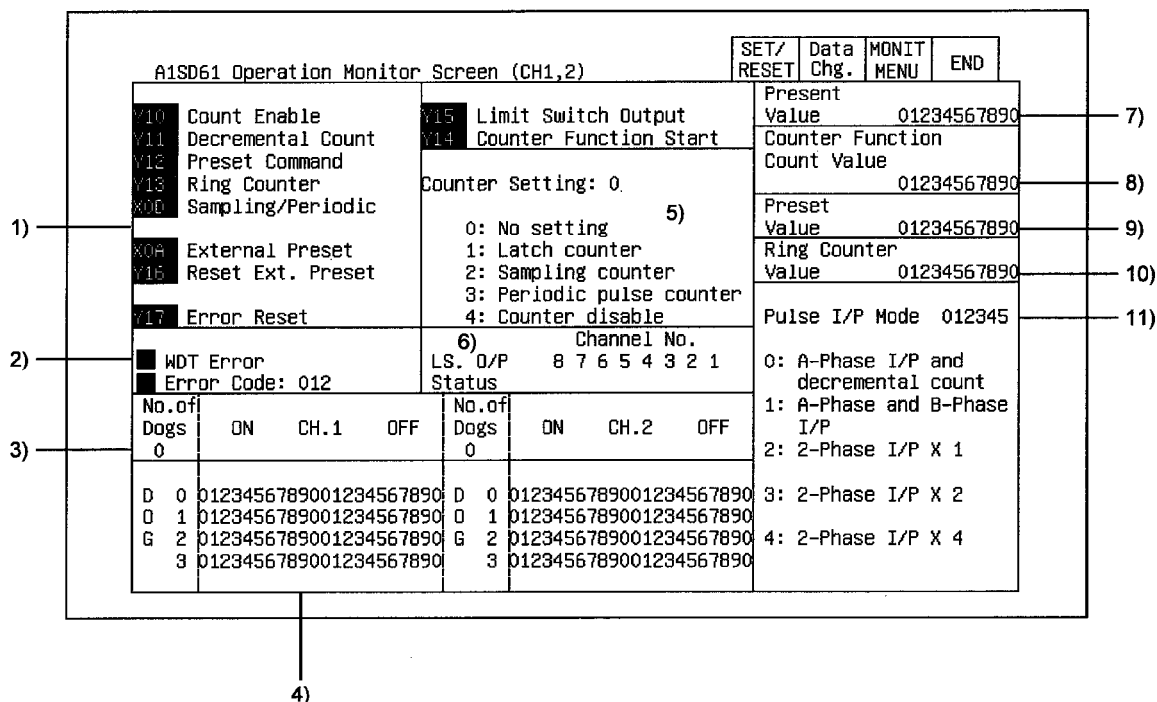 A1SD61 Operation Monitor Screen (CH1,2)
SET/ RESET
Data Chg.
MONIT MENU
END
Y10 Count Enable
Y11 Decremental Count
Y12 Preset Command
Y13 Ring Counter
X0D Sampling/Periodic
X0A External Preset
Y16 Reset Ext. Preset
Y17 Error Reset
1)
Y15 Limit Switch Output
Y14 Counter Function Start
Counter Setting: 0
5)
0: No setting
1: Latch counter
2: Sampling counter
3: Periodic pulse counter
4: Counter disable
Present
Value 01234567890
7)
Counter Function
Count Value
01234567890
8)
Preset
Value 01234567890
9)
Ring Counter
Value 01234567890
10)
Pulse I/P Mode 012345
11)
0: A-Phase I/P and
decremental count
1: A-Phase and B-Phase
I/P
2: 2-Phase I/P X 1
3: 2-Phase I/P X 2
4: 2-Phase I/P X 4
2)
WDT Error
Error Code: 012
6)
Channel No.
LS. O/P 8 7 6 5 4 3 2 1
Status
No.of
Dogs ON CH.1 OFF
0
No.of
Dogs ON CH.2 OFF
0
3)
D 0 0123456789001234567890 D 0 0123456789001234567890
O 1 0123456789001234567890 O 1 0123456789001234567890
G 2 0123456789001234567890 G 2 0123456789001234567890
3 0123456789001234567890 3 0123456789001234567890
4)